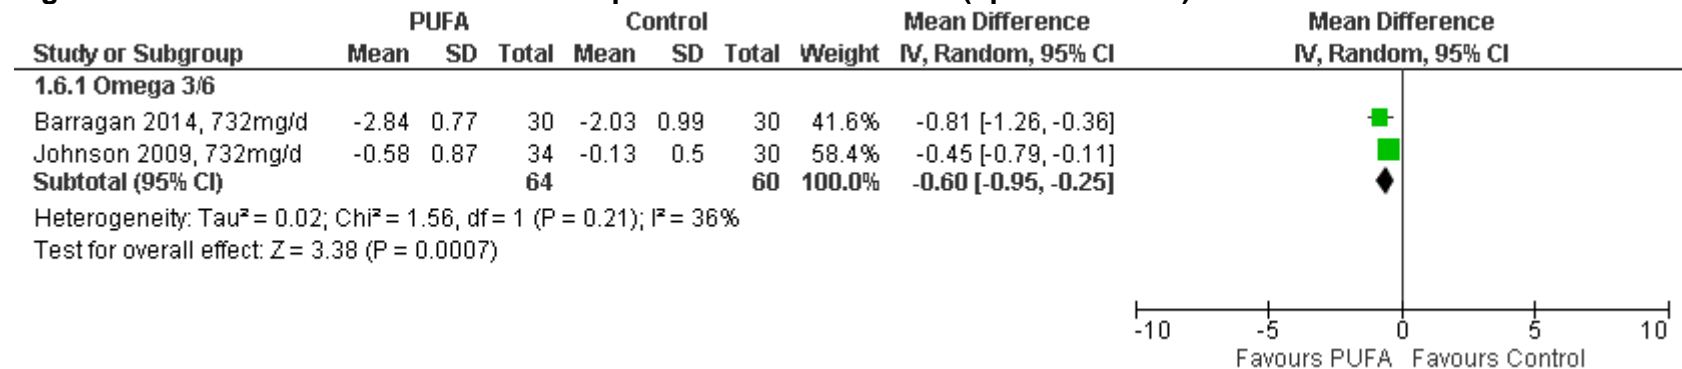 PUFA Control Mean Difference Mean Difference
Study or Subgroup Mean SD Total Mean SD Total Weight IV, Random, 95% CI IV, Random, 95% CI
1.6.1 Omega 3/6
Barragan 2014, 732mg/d -2.84 0.77 30 -2.03 0.99 30 41.6% -0.81 [-1.26, -0.36]
Johnson 2009, 732mg/d -0.58 0.87 34 -0.13 0.5 30 58.4% -0.45 [-0.79, -0.11]
Subtotal (95% CI) 64 60 100.0% -0.60 [-0.95, -0.25]
Heterogeneity: Tau² = 0.02; Chi² = 1.56, df = 1 (P = 0.21); I² = 36%
Test for overall effect: Z = 3.38 (P = 0.0007)
-10 -5 0 5 10
Favours PUFA Favours Control